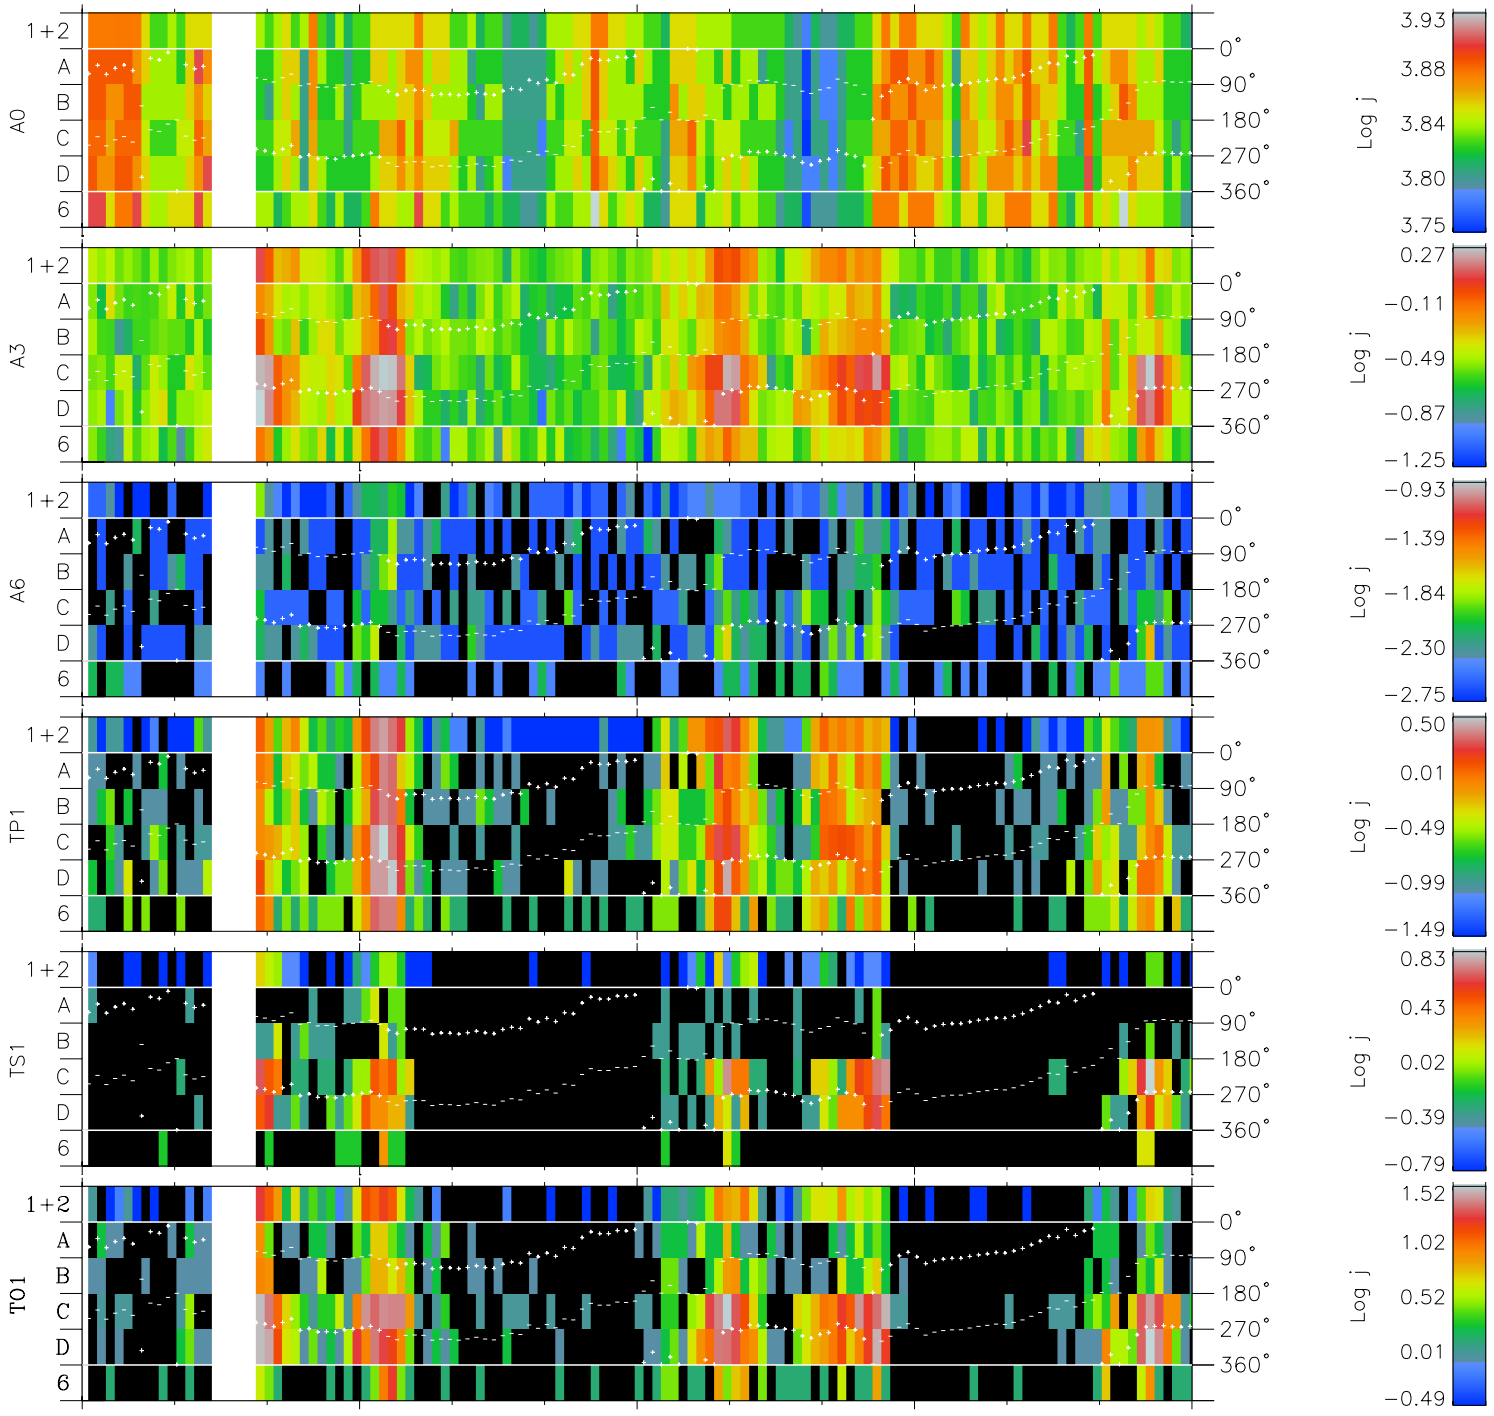 A0
1+2
A
B
C
D
6
0°
90°
180°
270°
360°
Log j
3.93
3.88
3.84
3.80
3.75
A3
1+2
A
B
C
D
6
0°
90°
180°
270°
360°
Log j
0.27
−0.11
−0.49
−0.87
−1.25
A6
1+2
A
B
C
D
6
0°
90°
180°
270°
360°
Log j
−0.93
−1.39
−1.84
−2.30
−2.75
TP1
1+2
A
B
C
D
6
0°
90°
180°
270°
360°
Log j
0.50
0.01
−0.49
−0.99
−1.49
TS1
1+2
A
B
C
D
6
0°
90°
180°
270°
360°
Log j
0.83
0.43
0.02
−0.39
−0.79
TO1
1+2
A
B
C
D
6
0°
90°
180°
270°
360°
Log j
1.52
1.02
0.52
0.01
−0.49